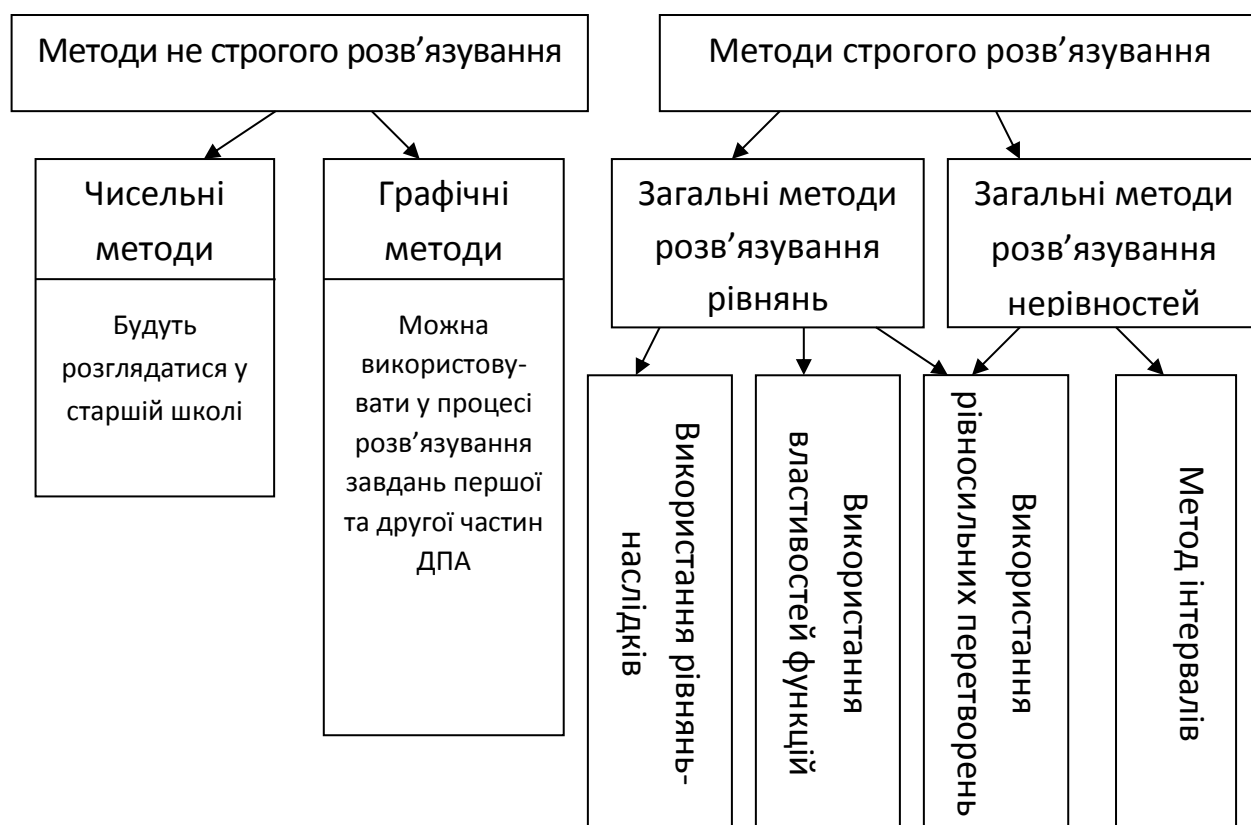 Методи не строгого розв’язування
Методи строгого розв’язування
Чисельні
методи
Будуть
розглядатися у
старшій школі
Графічні
методи
Можна
використову-
вати у процесі
розв’язування
завдань першої
та другої частин
ДПА
Загальні методи
розв’язування
рівнянь
Загальні методи
розв’язування
нерівностей
Використання рівнянь-
наслідків
Використання
властивостей функцій
Використання
рівносильних перетворень
Метод інтервалів